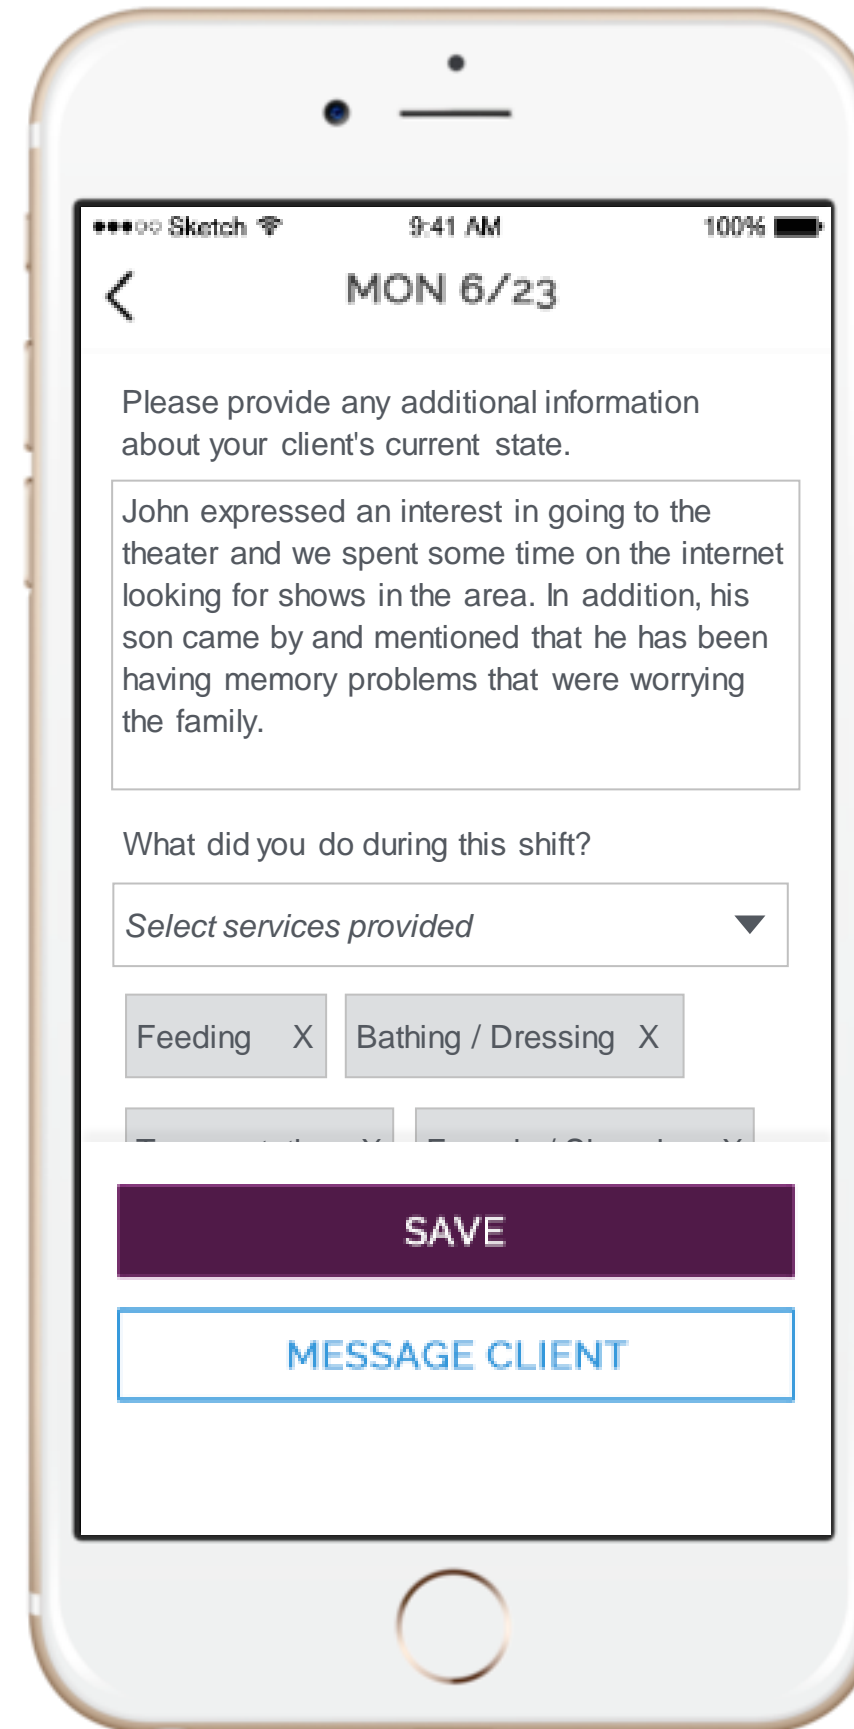 Sketch 9:41 AM 100%
MON 6/23
Please provide any additional information
about your client's current state.
John expressed an interest in going to the
theater and we spent some time on the internet
looking for shows in the area. In addition, his
son came by and mentioned that he has been
having memory problems that were worrying
the family.
What did you do during this shift?
Select services provided
Feeding X Bathing / Dressing X
SAVE
MESSAGE CLIENT